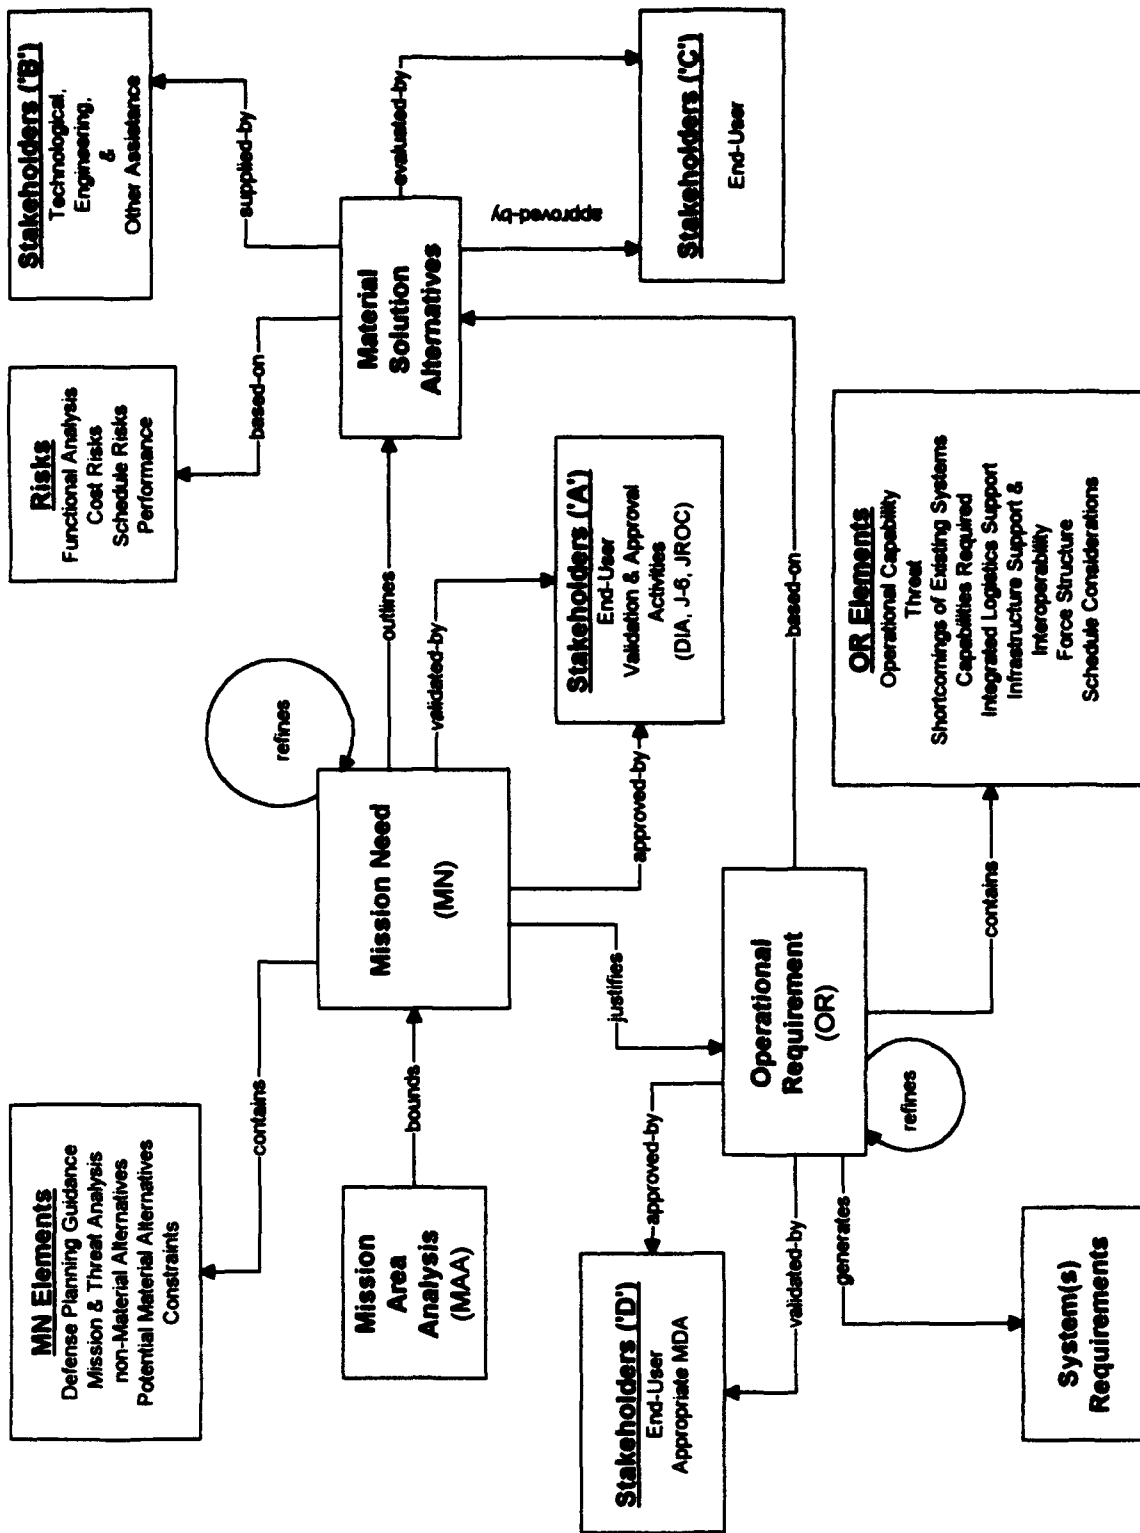 MN Elements
Defense Planning Guidance
Mission & Threat Analysis
non-Material Alternatives
Potential Material Alternatives
Constraints
contains
Risks
Functional Analysis
Cost Risks
Schedule Risks
Performance
based-on
Stakeholders ('B')
Technological,
Engineering,
&
Other Assistance
supplied-by
refines
Mission
Area
Analysis
(MAA)
bounds
Mission Need
(MN)
outlines
validated-by
Material
Solution
Alternatives
evaluated-by
approved-by
approved-by
justifies
Stakeholders ('A')
End-User
Validation & Approval
Activities
(DIA, J-6, JROC)
Stakeholders ('C')
End-User
Stakeholders ('D')
End-User
Appropriate MDA
approved-by
validated-by
Operational
Requirement
(OR)
based-on
generates
refines
contains
System(s)
Requirements
OR Elements
Operational Capability
Threat
Shortcomings of Existing Systems
Capabilities Required
Integrated Logistics Support
Infrastructure Support &
Interoperability
Force Structure
Schedule Considerations